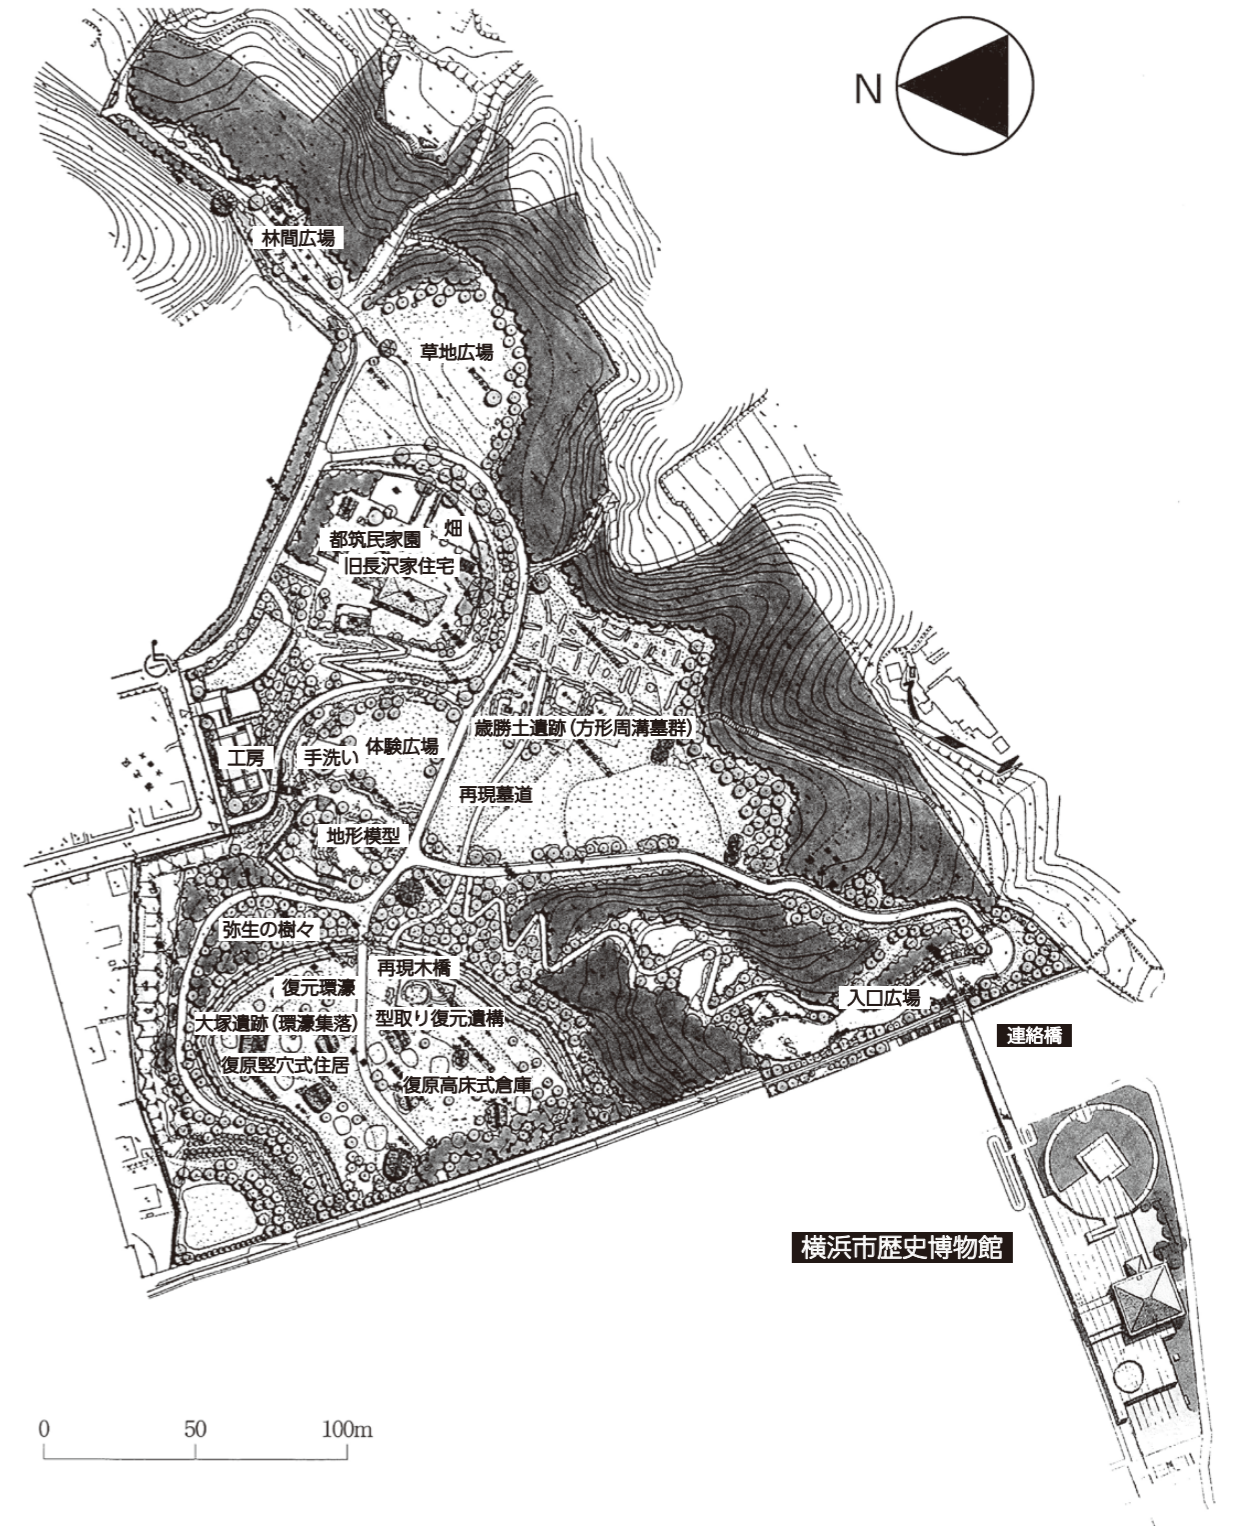 N
林間広場
草地広場
畑
都筑民家園
旧長沢家住宅
歳勝土遺跡（方形周溝墓群）
体験広場
手洗い
工房
再現墓道
地形模型
弥生の樹々
再現木橋
復元環濠
入口広場
型取り復元遺構
大塚遺跡（環濠集落）
連絡橋
復原竪穴式住居
復原高床式倉庫
横浜市歴史博物館
0 50 100m